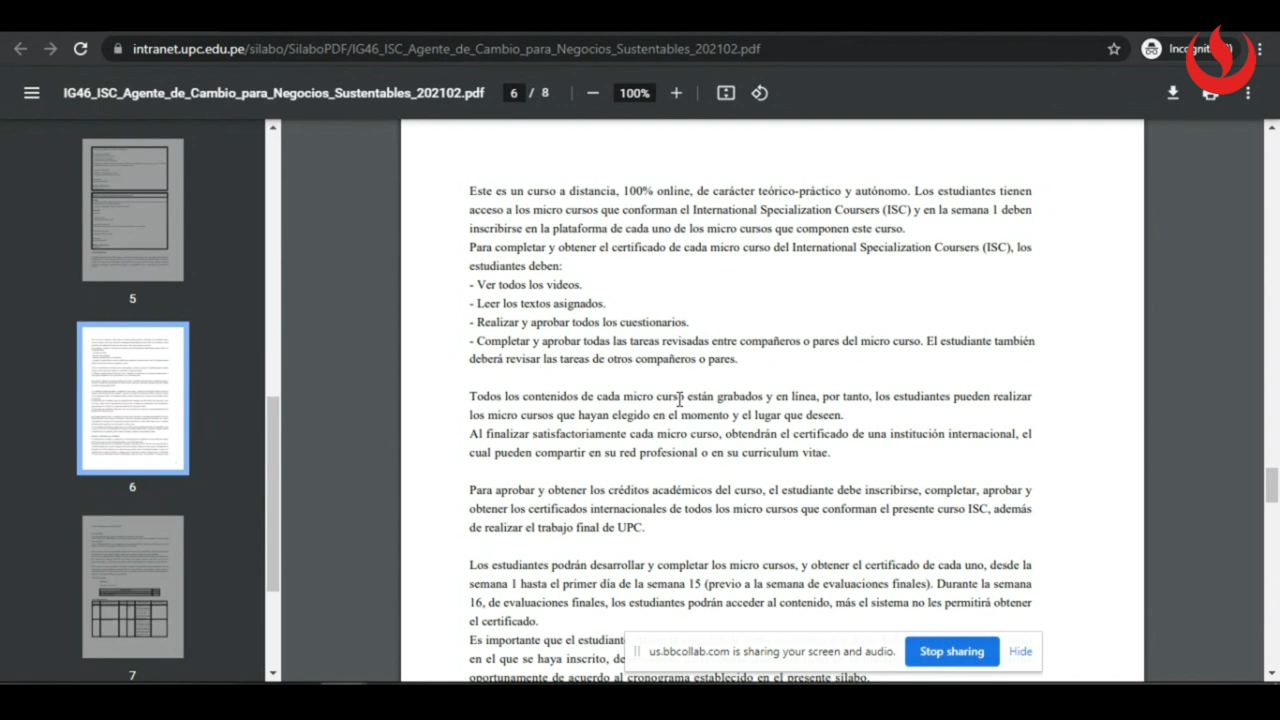 intranet.upc.edu.pe/silabo/SilaboPDF/IG46_ISC_Agente_de_Cambio_para_Negocios_Sustentables_202102.pdf
IG46_ISC_Agente_de_Cambio_para_Negocios_Sustentables_202102.pdf
6 / 8
100%
Este es un curso a distancia, 100% online, de carácter teórico-práctico y autónomo. Los estudiantes tienen
acceso a los micro cursos que conforman el International Specialization Coursers (ISC) y en la semana 1 deben
inscribirse en la plataforma de cada uno de los micro cursos que componen este curso.
Para completar y obtener el certificado de cada micro curso del International Specialization Coursers (ISC), los
estudiantes deben:
- Ver todos los videos.
- Leer los textos asignados.
- Realizar y aprobar todos los cuestionarios.
- Completar y aprobar todas las tareas revisadas entre compañeros o pares del micro curso. El estudiante también
deberá revisar las tareas de otros compañeros o pares.
Todos los contenidos de cada micro curso están grabados y en línea, por tanto, los estudiantes pueden realizar
los micro cursos que hayan elegido en el momento y el lugar que deseen.
Al finalizar satisfactoriamente cada micro curso, obtendrán el certificado de una institución internacional, el
cual pueden compartir en su red profesional o en su curriculum vitae.
Para aprobar y obtener los créditos académicos del curso, el estudiante debe inscribirse, completar, aprobar y
obtener los certificados internacionales de todos los micro cursos que conforman el presente curso ISC, además
de realizar el trabajo final de UPC.
Los estudiantes podrán desarrollar y completar los micro cursos, y obtener el certificado de cada uno, desde la
semana 1 hasta el primer día de la semana 15 (previo a la semana de evaluaciones finales). Durante la semana
16, de evaluaciones finales, los estudiantes podrán acceder al contenido, más el sistema no les permitirá obtener
el certificado.
Es importante que el estudiant
en el que se haya inscrito, de
oportunamente de acuerdo al cronograma establecido en el presente sílabo.
us.bbcollab.com is sharing your screen and audio.
Stop sharing
Hide
5
6
7